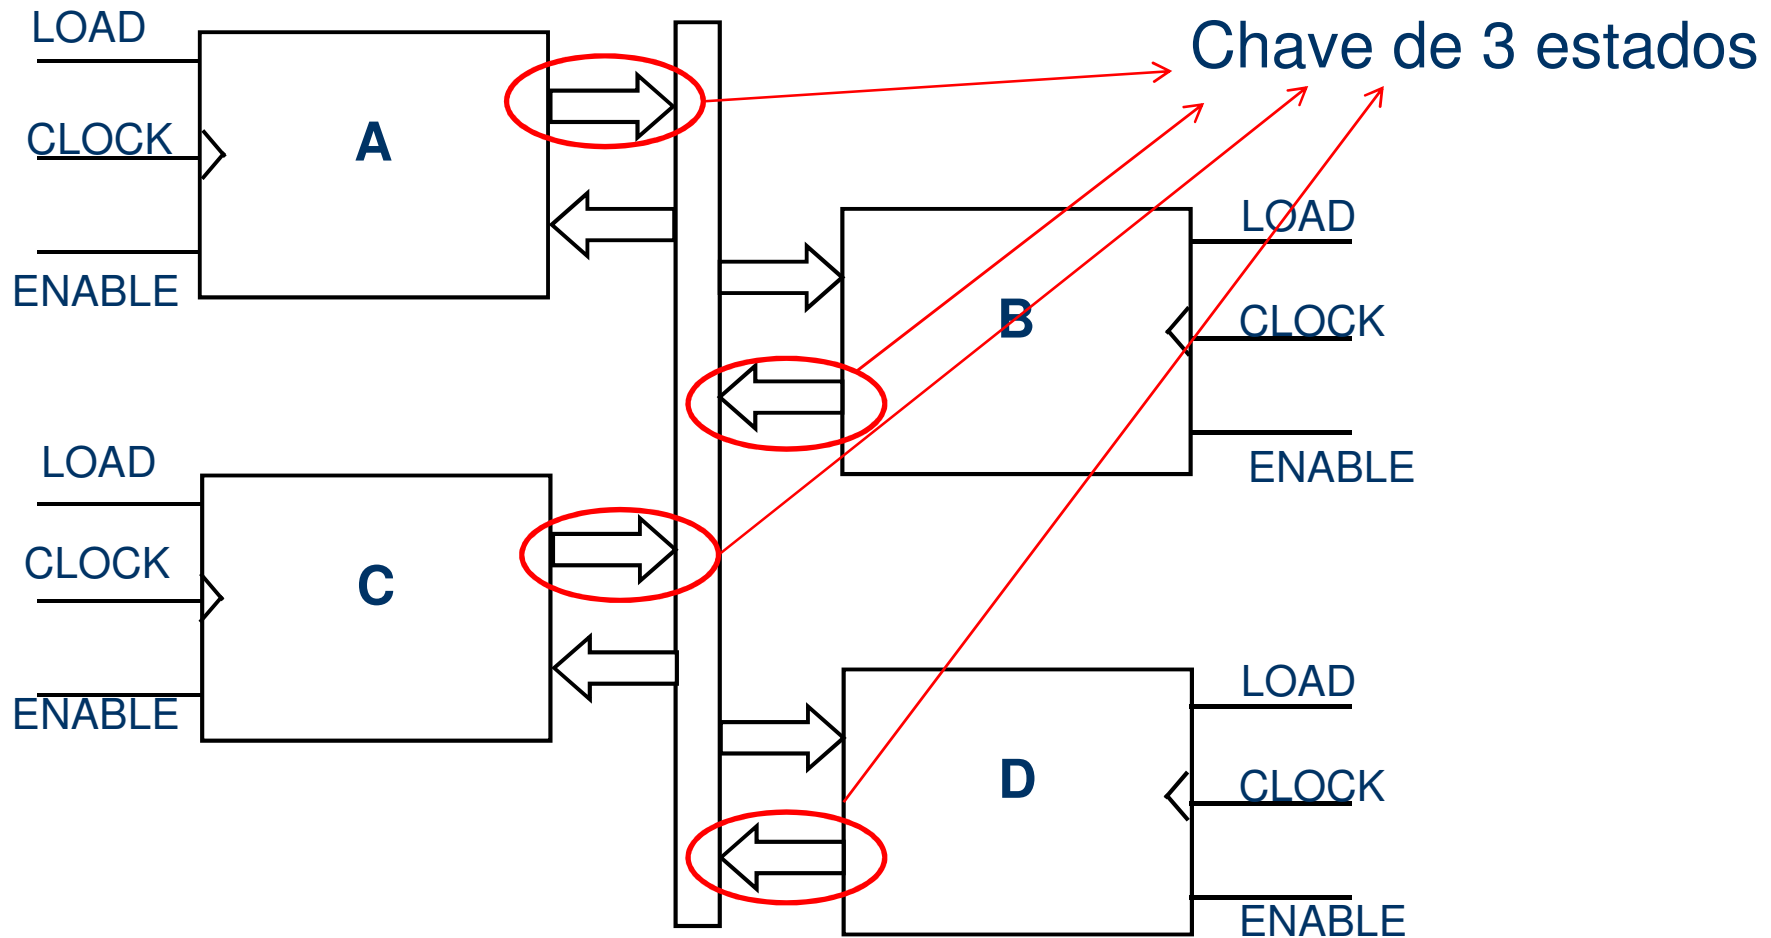 LOAD
Chave de 3 estados
CLOCK
A
ENABLE
LOAD
B
CLOCK
ENABLE
LOAD
CLOCK
C
ENABLE
LOAD
D
CLOCK
ENABLE